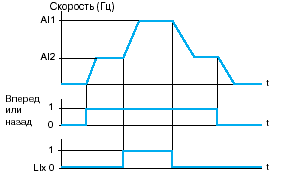 Скорость (Гц)
AI1
AI2
t
Вперед
или
назад
1
0
t
1
LIx 0
t